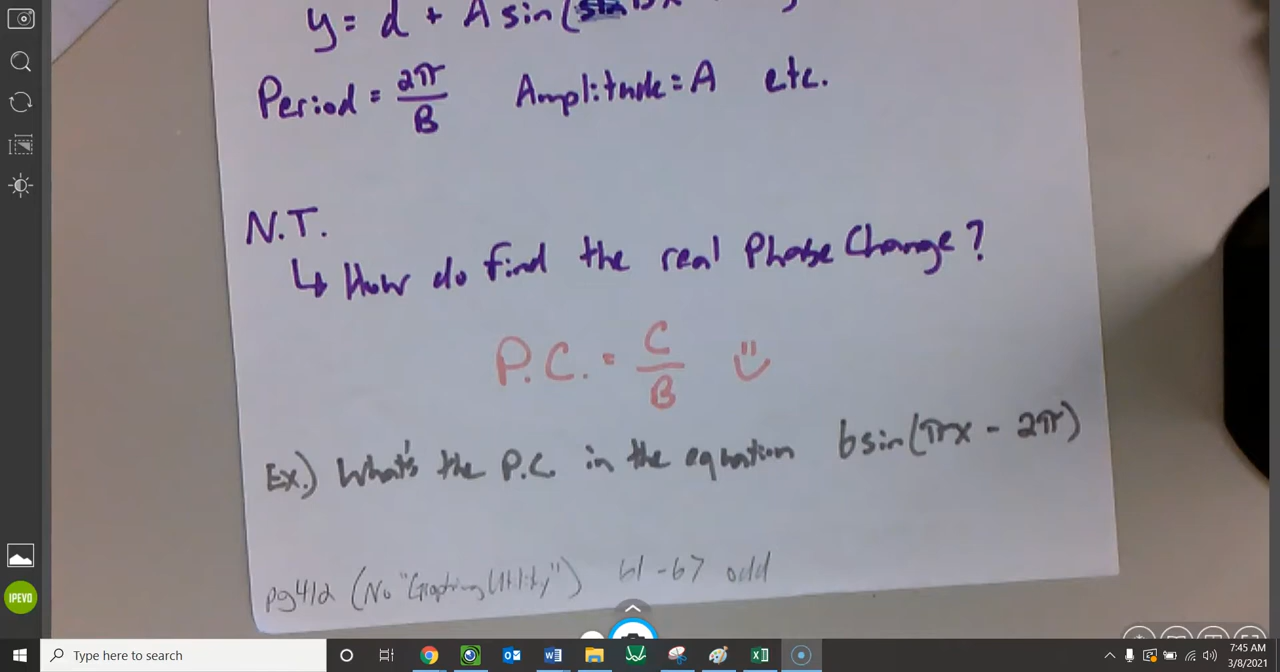 y = d + A sin(
Period = 2π/B Amplitude = A etc.
N.T.
↳ How do find the real Phase Change?
P.C. = C/B
Ex.) What's the P.C. in the equation 6sin(πx - 2π)
pg412 (No "Graphing Utility") 61-67 odd
IPEVO
Type here to search
7:45 AM
3/8/2021